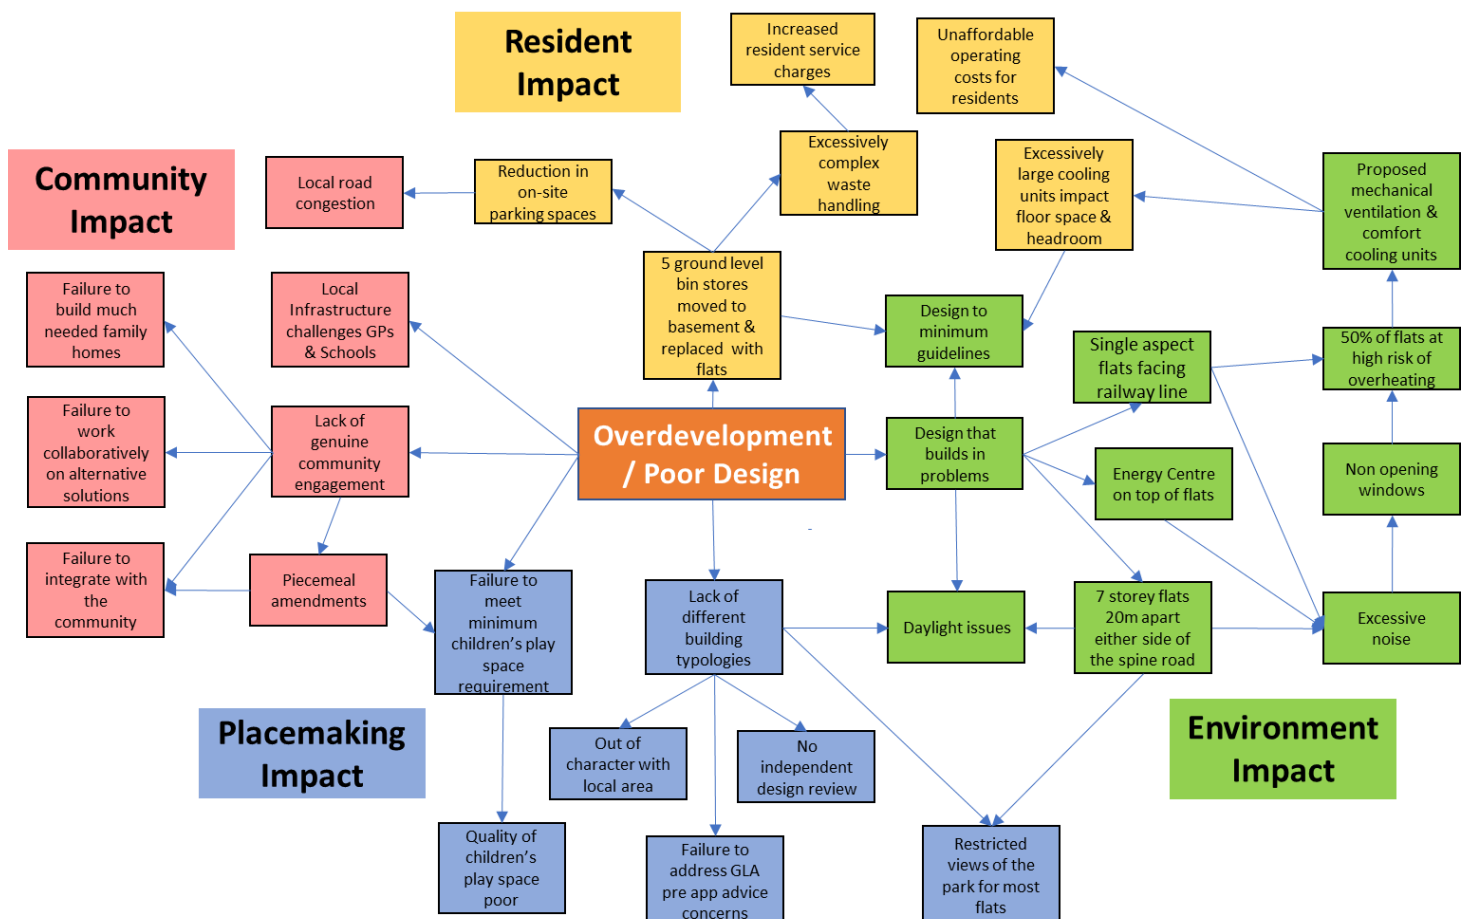 Resident
Impact
Increased
resident service
charges
Unaffordable
operating
costs for
residents
Community
Impact
Local road
congestion
Reduction in
on-site
parking spaces
Excessively
complex
waste
handling
Excessively
large cooling
units impact
floor space &
headroom
Proposed
mechanical
ventilation &
comfort
cooling units
Failure to
build much
needed family
homes
Local
Infrastructure
challenges GPs
& Schools
5 ground level
bin stores
moved to
basement &
replaced with
flats
Design to
minimum
guidelines
Single aspect
flats facing
railway line
50% of flats at
high risk of
overheating
Failure to
work
collaboratively
on alternative
solutions
Lack of
genuine
community
engagement
Overdevelopment
/ Poor Design
Design that
builds in
problems
Energy Centre
on top of flats
Non opening
windows
Failure to
integrate with
the
community
Piecemeal
amendments
Failure to
meet
minimum
children's play
space
requirement
Lack of
different
building
typologies
Daylight issues
7 storey flats
20m apart
either side of
the spine road
Excessive
noise
Placemaking
Impact
Out of
character with
local area
No
independent
design review
Environment
Impact
Quality of
children's
play space
poor
Failure to
address GLA
pre app advice
concerns
Restricted
views of the
park for most
flats